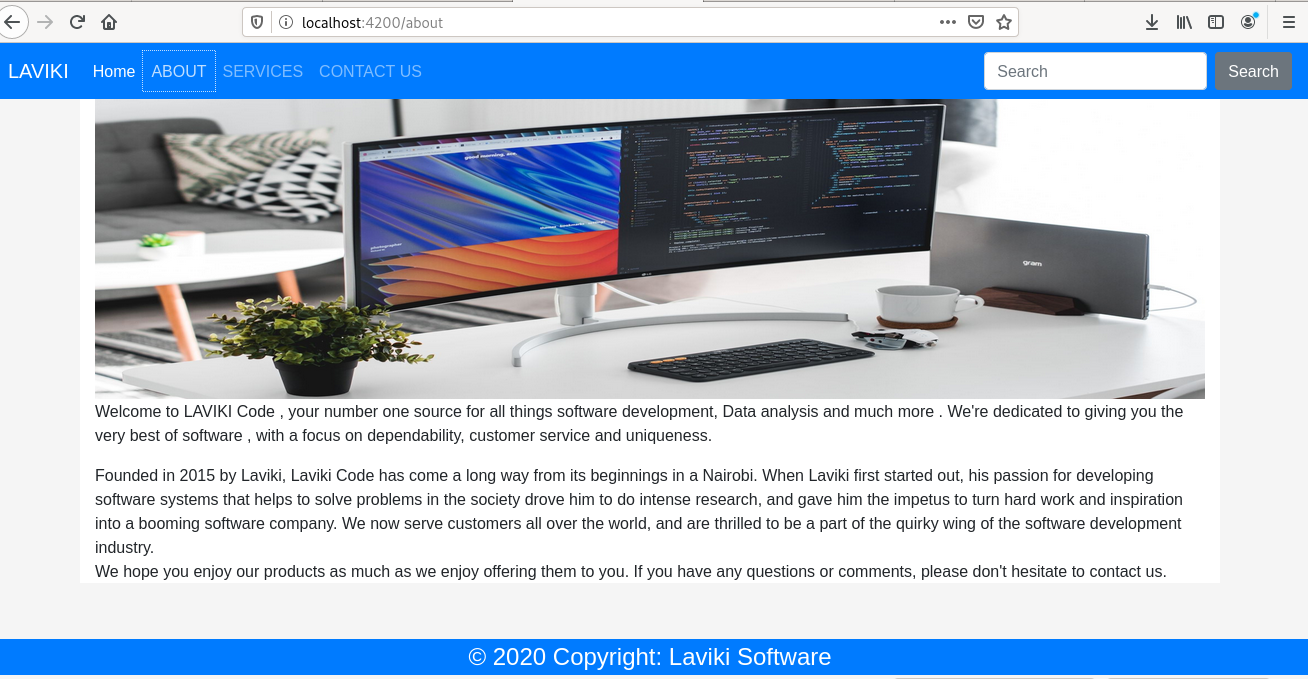 localhost:4200/about
LAVIKI Home ABOUT SERVICES CONTACT US Search Search
good morning, ave
gram
Welcome to LAVIKI Code , your number one source for all things software development, Data analysis and much more . We're dedicated to giving you the
very best of software , with a focus on dependability, customer service and uniqueness.
Founded in 2015 by Laviki, Laviki Code has come a long way from its beginnings in a Nairobi. When Laviki first started out, his passion for developing
software systems that helps to solve problems in the society drove him to do intense research, and gave him the impetus to turn hard work and inspiration
into a booming software company. We now serve customers all over the world, and are thrilled to be a part of the quirky wing of the software development
industry.
We hope you enjoy our products as much as we enjoy offering them to you. If you have any questions or comments, please don't hesitate to contact us.
© 2020 Copyright: Laviki Software